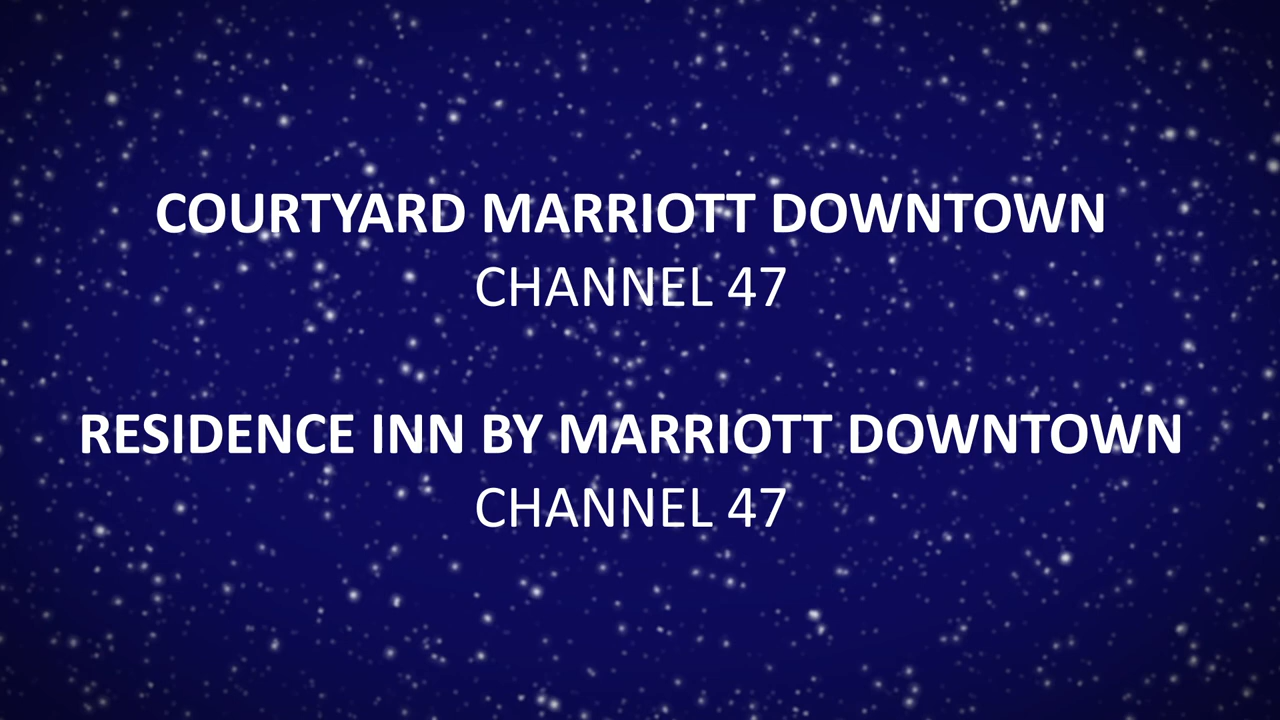 COURTYARD MARRIOTT DOWNTOWN
CHANNEL 47
RESIDENCE INN BY MARRIOTT DOWNTOWN
CHANNEL 47